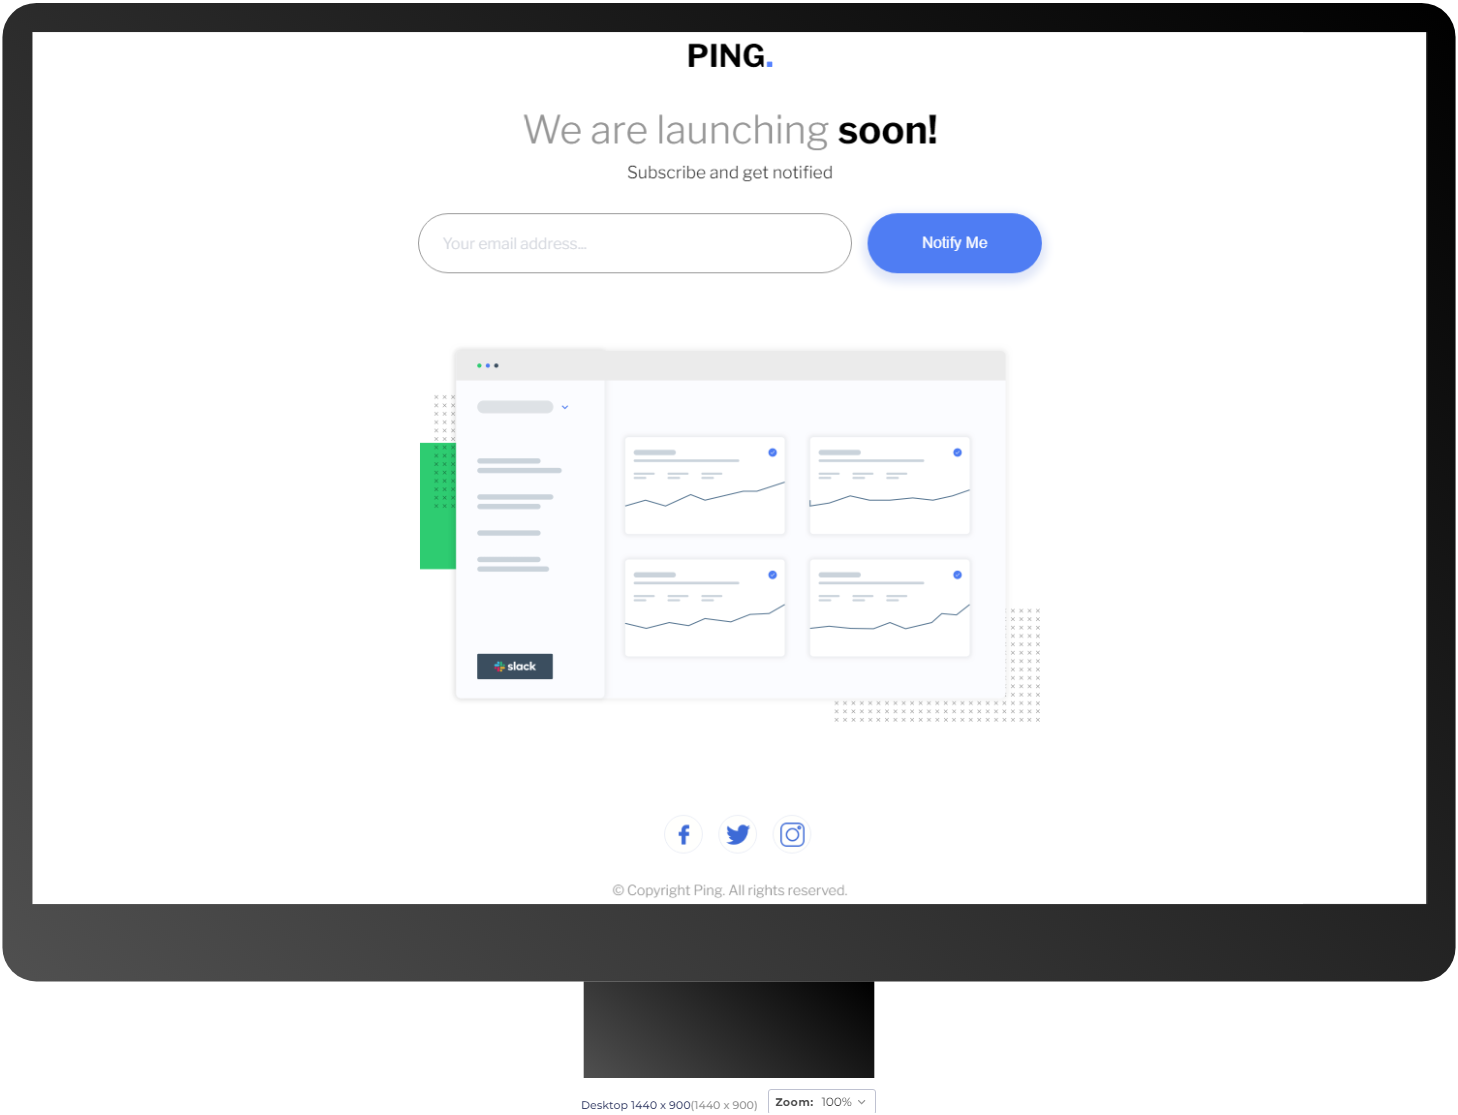 PING.
We are launching soon!
Subscribe and get notified
Your email address...
Notify Me
slack
© Copyright Ping. All rights reserved.
Desktop 1440 x 900(1440 x 900)
Zoom: 100%